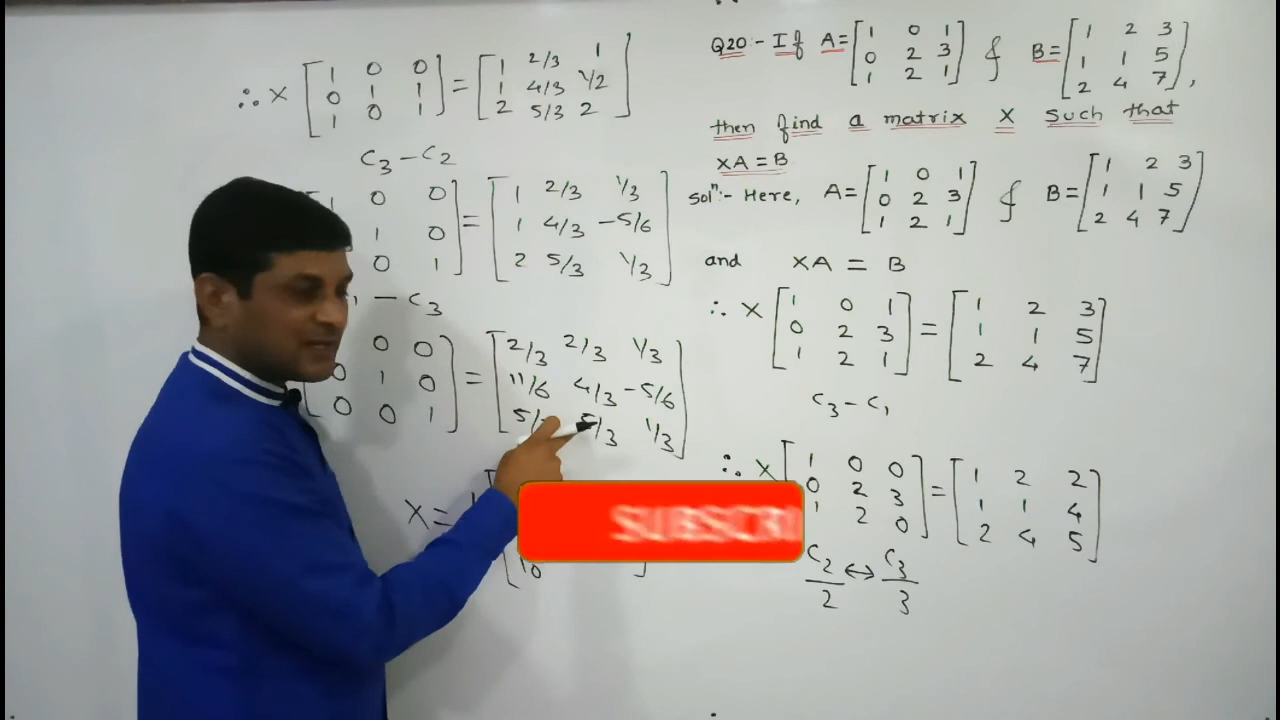 Q20:- If A=[1 0 1
0 2 3
1 2 1] & B=[1 2 3
1 1 5
2 4 7],
then find a matrix X such that
XA = B
Solⁿ:- Here, A=[1 0 1
0 2 3
1 2 1] & B=[1 2 3
1 1 5
2 4 7]
and XA = B
∴ X [1 0 1
0 2 3
1 2 1] = [1 2 3
1 1 5
2 4 7]
C₃ – C₁
∴ X [1 0 0
0 2 3
1 2 0] = [1 2 2
1 1 4
2 4 5]
C₂/2 ↔ C₃/3
∴ X [1 0 0
0 1 1
1 0 1] = [1 2/3 1
1 4/3 1/2
2 5/3 2]
C₃ – C₂
1 0 0
1 0
0 1] = [1 2/3 1/3
1 4/3 –5/6
2 5/3 1/3]
– C₃
0 0
0 1 0
0 0 1] = [2/3 2/3 1/3
11/6 4/3 –5/6
5/ 5/3 1/3]
X =
10
SUBSCRI